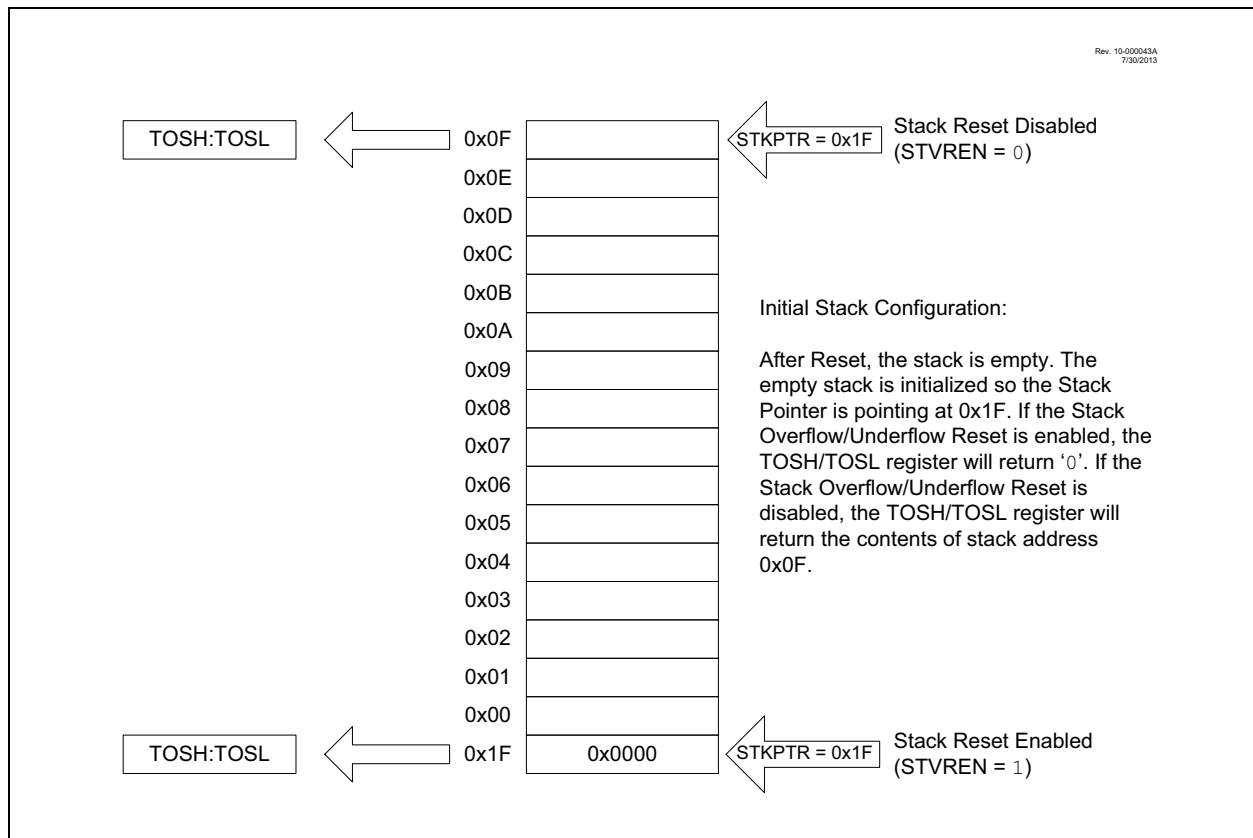 Rev. 10-000043A
7/30/2013
TOSH:TOSL
0x0F
STKPTR = 0x1F
Stack Reset Disabled
(STVREN = 0)
0x0E
0x0D
0x0C
0x0B
0x0A
0x09
0x08
0x07
0x06
0x05
0x04
0x03
0x02
0x01
0x00
Initial Stack Configuration:
After Reset, the stack is empty. The
empty stack is initialized so the Stack
Pointer is pointing at 0x1F. If the Stack
Overflow/Underflow Reset is enabled, the
TOSH/TOSL register will return ‘0’. If the
Stack Overflow/Underflow Reset is
disabled, the TOSH/TOSL register will
return the contents of stack address
0x0F.
TOSH:TOSL
0x1F
0x0000
STKPTR = 0x1F
Stack Reset Enabled
(STVREN = 1)